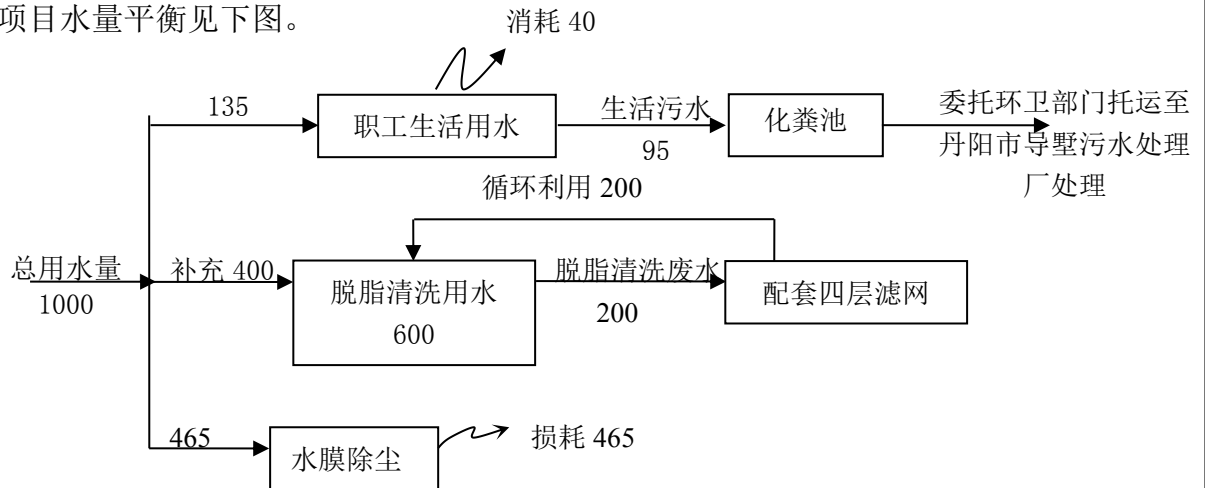 项目水量平衡见下图。
消耗 40
135
职工生活用水
生活污水
95
化粪池
委托环卫部门托运至
丹阳市导墅污水处理
厂处理
循环利用 200
总用水量
1000
补充 400
脱脂清洗用水
600
脱脂清洗废水
200
配套四层滤网
465
水膜除尘
损耗 465